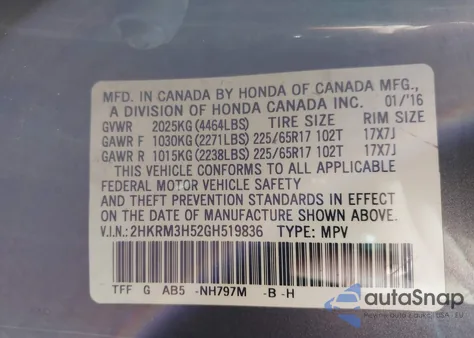 MFD. IN CANADA BY HONDA OF CANADA MFG.,
A DIVISION OF HONDA CANADA INC. 01/'16
GVWR 2025KG(4464LBS) TIRE SIZE RIM SIZE
GAWR F 1030KG(2271LBS) 225/65R17 102T 17X7J
GAWR R 1015KG(2238LBS) 225/65R17 102T 17X7J
THIS VEHICLE CONFORMS TO ALL APPLICABLE
FEDERAL MOTOR VEHICLE SAFETY
AND THEFT PREVENTION STANDARDS IN EFFECT
ON THE DATE OF MANUFACTURE SHOWN ABOVE.
V.I.N.: 2HKRM3H52GH519836 TYPE: MPV
TFF G AB5 -NH797M -B -H
autoSnap